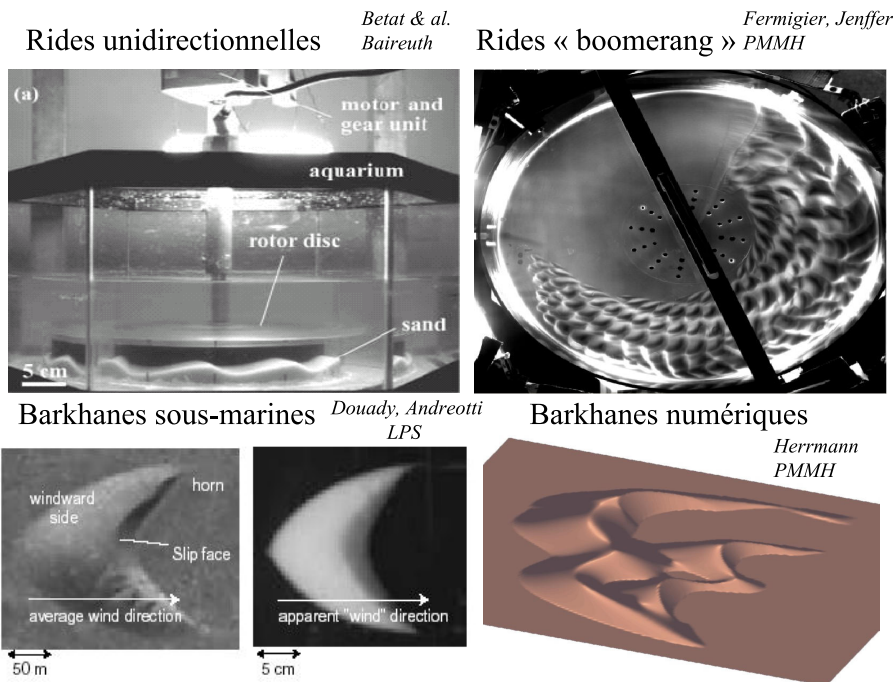 Rides unidirectionnelles
Betat & al.
Baireuth
Rides « boomerang »
Fermigier, Jenffer
PMMH
(a)
motor and
gear unit
aquarium
rotor disc
sand
5 cm
Barkhanes sous-marines
Douady, Andreotti
LPS
Barkhanes numériques
Herrmann
PMMH
windward
side
horn
Slip face
average wind direction
50 m
apparent "wind" direction
5 cm